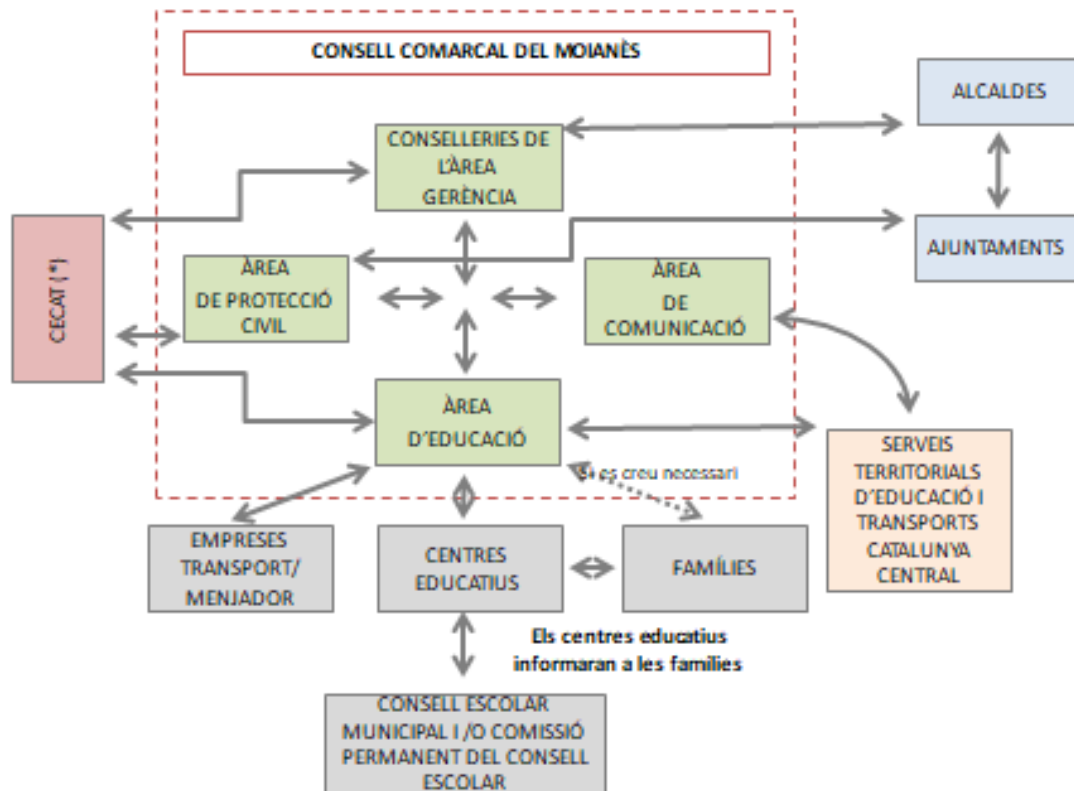 CONSELL COMARCAL DEL MOIANÈS
ALCALDES
CONSELLERIES DE
L'ÀREA
GERÈNCIA
CECAT (*)
ÀREA
DE PROTECCIÓ
CIVIL
ÀREA
DE
COMUNICACIÓ
AJUNTAMENTS
ÀREA
D'EDUCACIÓ
Si es creu necessari
SERVEIS
TERRITORIALS
D'EDUCACIÓ I
TRANSPORTS
CATALUNYA
CENTRAL
EMPRESES
TRANSPORT/
MENJADOR
CENTRES
EDUCATIUS
FAMÍLIES
Els centres educatius
informaran a les famílies
CONSELL ESCOLAR
MUNICIPAL I /O COMISSIÓ
PERMANENT DEL CONSELL
ESCOLAR